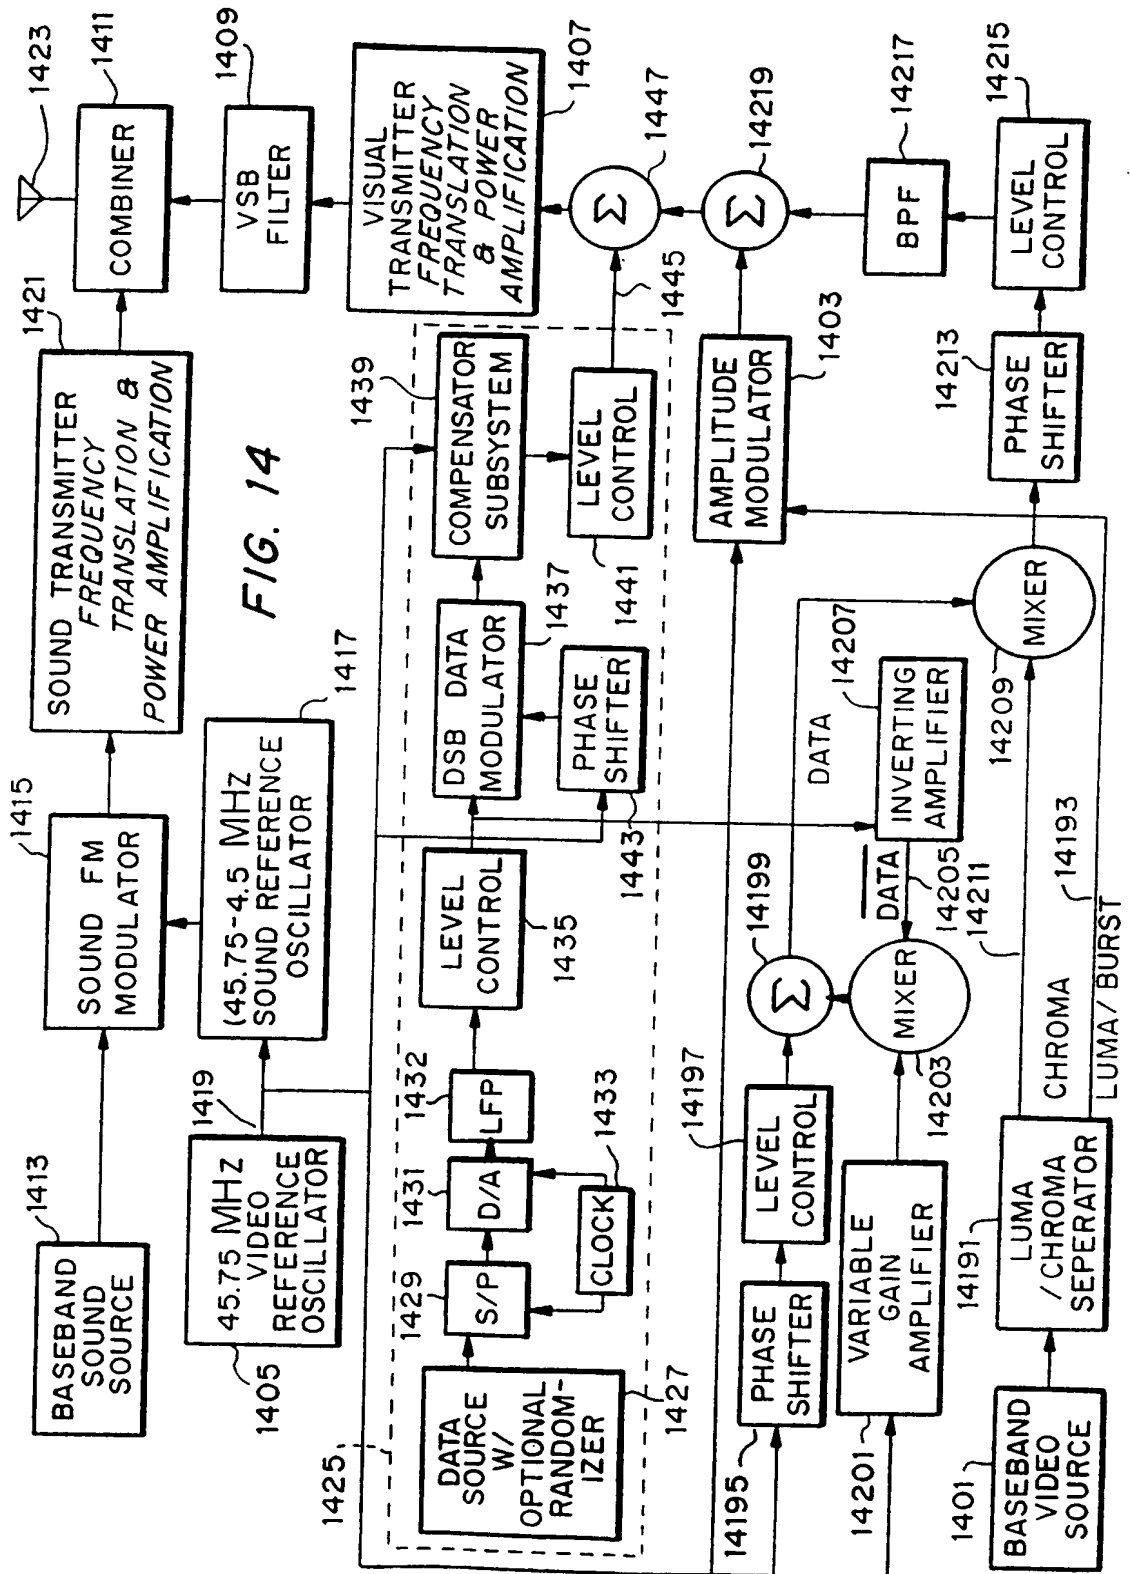 FIG. 14
1413
BASEBAND
SOUND
SOURCE
1415
SOUND FM
MODULATOR
1421
SOUND TRANSMITTER
FREQUENCY
TRANSLATION &
POWER AMPLIFICATION
1423
COMBINER
1411
1405
45.75 MHZ
VIDEO
REFERENCE
OSCILLATOR
1419
(45.75-4.5 MHZ
SOUND REFERENCE
OSCILLATOR
1417
VSB
FILTER
1409
VISUAL
TRANSMITTER
FREQUENCY
TRANSLATION
& POWER
AMPLIFICATION
1407
1425
DATA
SOURCE
W/
OPTIONAL
RANDOM-
IZER
1427
1429
S/P
1431
D/A
1432
LFP
CLOCK
1433
LEVEL
CONTROL
1435
DSB DATA
MODULATOR
1437
PHASE
SHIFTER
1443
1439
COMPENSATOR
SUBSYSTEM
LEVEL
CONTROL
1441
1445
Σ
1447
14195
PHASE
SHIFTER
LEVEL
CONTROL
14197
Σ
14199
DATA
14201
VARIABLE
GAIN
AMPLIFIER
MIXER
14203
DATA
14205
INVERTING
AMPLIFIER
14207
AMPLITUDE
MODULATOR
1403
Σ
14219
BPF
14217
1401
BASEBAND
VIDEO
SOURCE
14191
LUMA
/CHROMA
SEPERATOR
CHROMA
14211
LUMA/BURST
14193
14209
MIXER
14213
PHASE
SHIFTER
LEVEL
CONTROL
14215